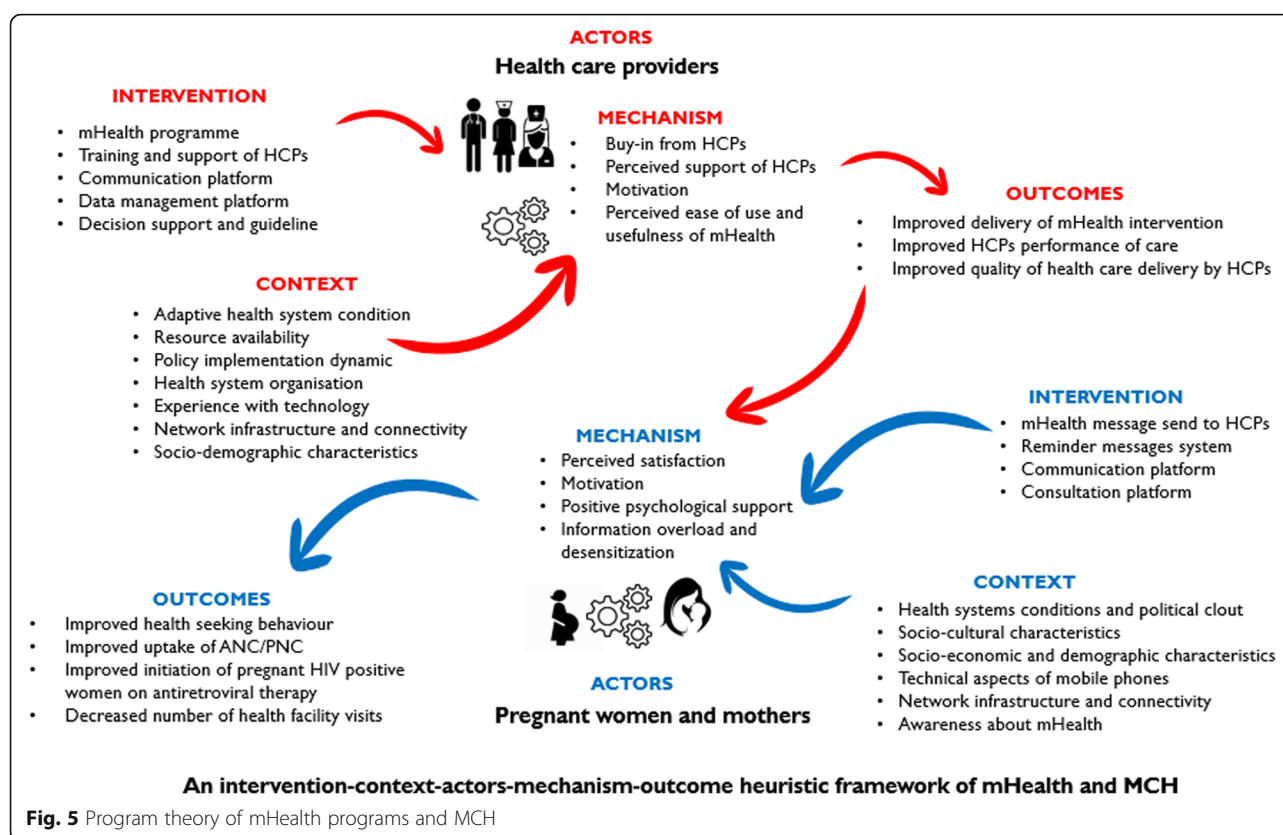 ACTORS
Health care providers
INTERVENTION
• mHealth programme
• Training and support of HCPs
• Communication platform
• Data management platform
• Decision support and guideline
MECHANISM
• Buy-in from HCPs
• Perceived support of HCPs
• Motivation
• Perceived ease of use and
usefulness of mHealth
OUTCOMES
• Improved delivery of mHealth intervention
• Improved HCPs performance of care
• Improved quality of health care delivery by HCPs
CONTEXT
• Adaptive health system condition
• Resource availability
• Policy implementation dynamic
• Health system organisation
• Experience with technology
• Network infrastructure and connectivity
• Socio-demographic characteristics
INTERVENTION
• mHealth message send to HCPs
• Reminder messages system
• Communication platform
• Consultation platform
MECHANISM
• Perceived satisfaction
• Motivation
• Positive psychological support
• Information overload and
desensitization
CONTEXT
• Health systems conditions and political clout
• Socio-cultural characteristics
• Socio-economic and demographic characteristics
• Technical aspects of mobile phones
• Network infrastructure and connectivity
• Awareness about mHealth
OUTCOMES
• Improved health seeking behaviour
• Improved uptake of ANC/PNC
• Improved initiation of pregnant HIV positive
women on antiretroviral therapy
• Decreased number of health facility visits
ACTORS
Pregnant women and mothers
An intervention-context-actors-mechanism-outcome heuristic framework of mHealth and MCH
Fig. 5 Program theory of mHealth programs and MCH